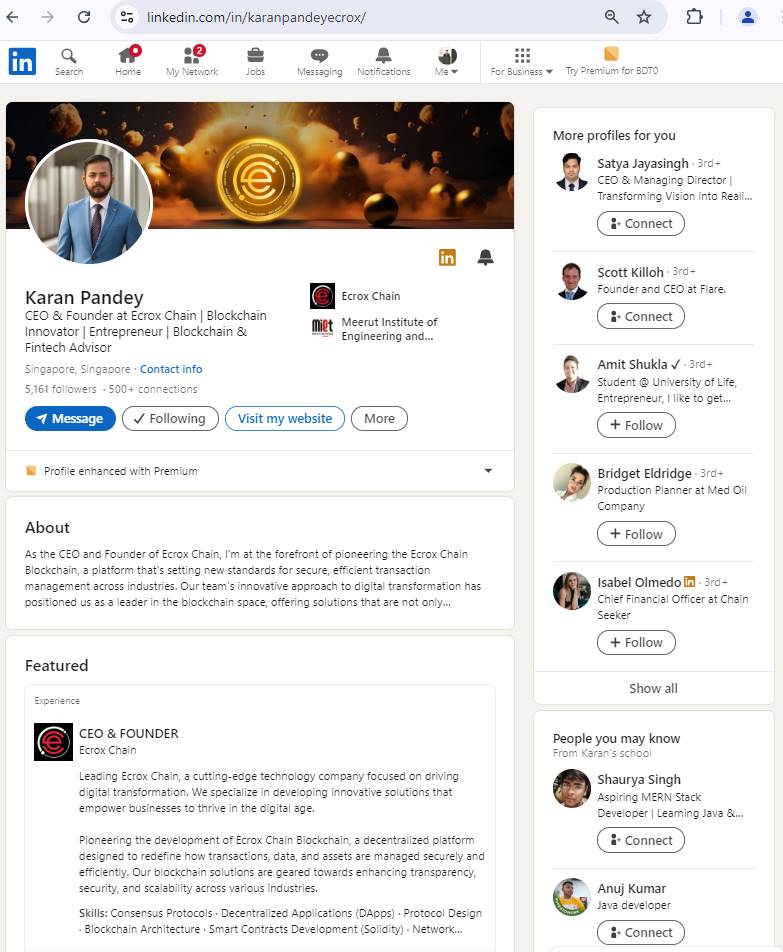 linkedin.com/in/karanpandeyecrox/
in
Search
Home
2
My Network
Jobs
Messaging
Notifications
Me
For Business
Try Premium for BDT0
in
Karan Pandey
CEO & Founder at Ecrox Chain | Blockchain
Innovator | Entrepreneur | Blockchain &
Fintech Advisor
Singapore, Singapore · Contact info
5,161 followers · 500+ connections
Ecrox Chain
miet
Meerut Institute of
Engineering and...
Message
Following
Visit my website
More
Profile enhanced with Premium
About
As the CEO and Founder of Ecrox Chain, I'm at the forefront of pioneering the Ecrox Chain
Blockchain, a platform that's setting new standards for secure, efficient transaction
management across industries. Our team's innovative approach to digital transformation has
positioned us as a leader in the blockchain space, offering solutions that are not only...
Featured
Experience
CEO & FOUNDER
Ecrox Chain
Leading Ecrox Chain, a cutting-edge technology company focused on driving
digital transformation. We specialize in developing innovative solutions that
empower businesses to thrive in the digital age.
Pioneering the development of Ecrox Chain Blockchain, a decentralized platform
designed to redefine how transactions, data, and assets are managed securely and
efficiently. Our blockchain solutions are geared towards enhancing transparency,
security, and scalability across various industries.
Skills: Consensus Protocols · Decentralized Applications (DApps) · Protocol Design
· Blockchain Architecture · Smart Contracts Development (Solidity) · Network...
More profiles for you
Satya Jayasingh · 3rd+
CEO & Managing Director |
Transforming Vision into Reali...
Connect
Scott Killoh · 3rd+
Founder and CEO at Flare.
Connect
Amit Shukla ✓ · 3rd+
Student @ University of Life,
Entrepreneur, I like to get...
Follow
Bridget Eldridge · 3rd+
Production Planner at Med Oil
Company
Follow
Isabel Olmedo in · 3rd+
Chief Financial Officer at Chain
Seeker
Follow
Show all
People you may know
From Karan's school
Shaurya Singh
Aspiring MERN Stack
Developer | Learning Java &...
Connect
Anuj Kumar
Java developer
Connect